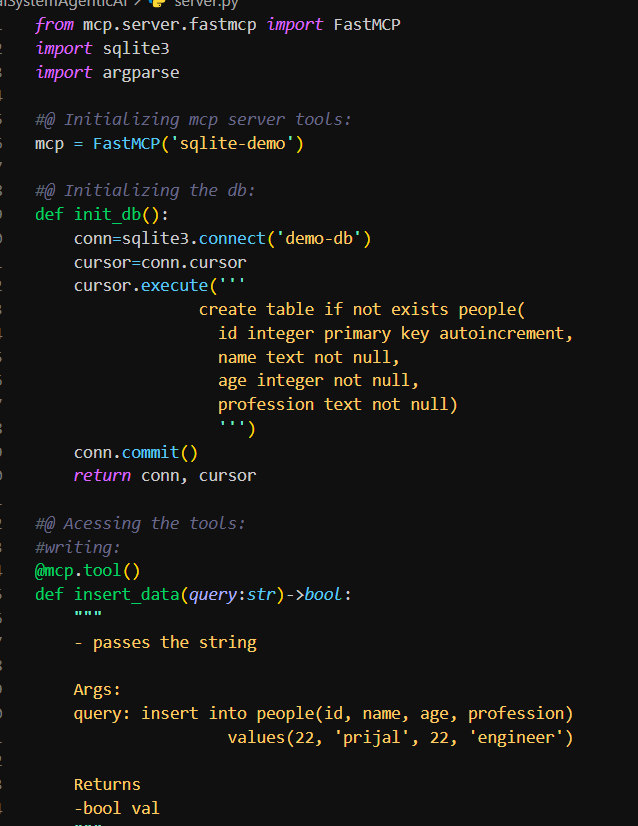 server.py
from mcp.server.fastmcp import FastMCP
import sqlite3
import argparse
#@ Initializing mcp server tools:
mcp = FastMCP('sqlite-demo')
#@ Initializing the db:
def init_db():
    conn=sqlite3.connect('demo-db')
    cursor=conn.cursor
    cursor.execute('''
                 create table if not exists people(
                   id integer primary key autoincrement,
                   name text not null,
                   age integer not null,
                   profession text not null)
                   ''')
    conn.commit()
    return conn, cursor
#@ Acessing the tools:
#writing:
@mcp.tool()
def insert_data(query:str)->bool:
    """
    - passes the string
    Args:
    query: insert into people(id, name, age, profession)
                    values(22, 'prijal', 22, 'engineer')
    Returns
    -bool val
    """